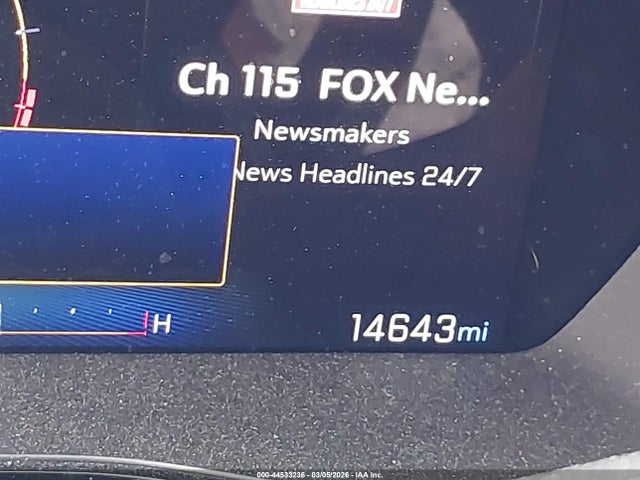 Ch 115 FOX Ne...
Newsmakers
News Headlines 24/7
H
14643mi
000-44533236 - 03/05/2026 - IAA Inc.